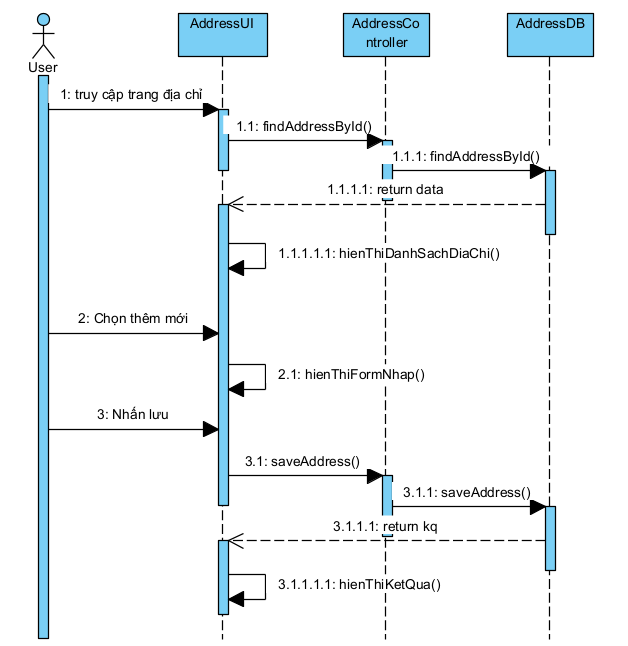 AddressUI
AddressCo
ntroller
AddressDB
User
1: truy cập trang địa chỉ
1.1: findAddressById()
1.1.1: findAddressById()
1.1.1.1: return data
1.1.1.1.1: hienThiDanhSachDiaChi()
2: Chọn thêm mới
2.1: hienThiFormNhap()
3: Nhấn lưu
3.1: saveAddress()
3.1.1: saveAddress()
3.1.1.1: return kq
3.1.1.1.1: hienThiKetQua()